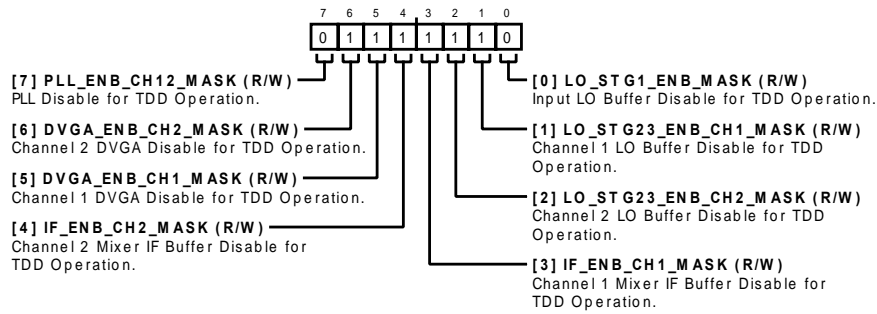 7 6 5 4 3 2 1 0
0 1 1 1 1 1 1 0
[7] PLL_ENB_CH12_MASK (R/W)
PLL Disable for TDD Operation.
[6] DVGA_ENB_CH2_MASK (R/W)
Channel 2 DVGA Disable for TDD Operation.
[5] DVGA_ENB_CH1_MASK (R/W)
Channel 1 DVGA Disable for TDD Operation.
[4] IF_ENB_CH2_MASK (R/W)
Channel 2 Mixer IF Buffer Disable for
TDD Operation.
[0] LO_STG1_ENB_MASK (R/W)
Input LO Buffer Disable for TDD Operation.
[1] LO_STG23_ENB_CH1_MASK (R/W)
Channel 1 LO Buffer Disable for TDD
Operation.
[2] LO_STG23_ENB_CH2_MASK (R/W)
Channel 2 LO Buffer Disable for TDD
Operation.
[3] IF_ENB_CH1_MASK (R/W)
Channel 1 Mixer IF Buffer Disable for
TDD Operation.